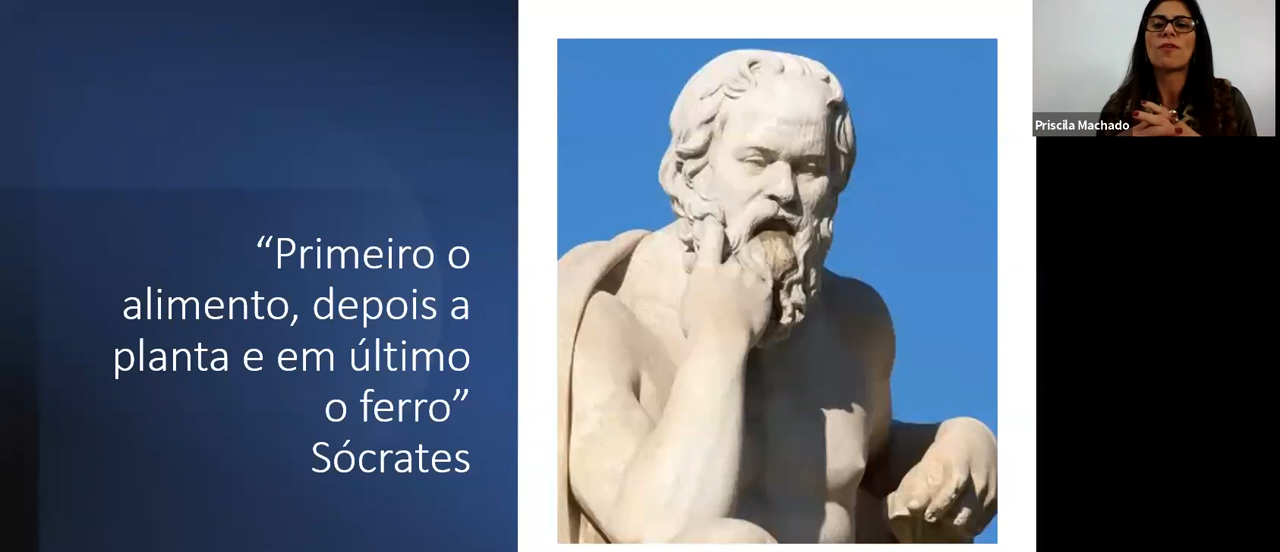 “Primeiro o
alimento, depois a
planta e em último
o ferro”
Sócrates
Priscila Machado